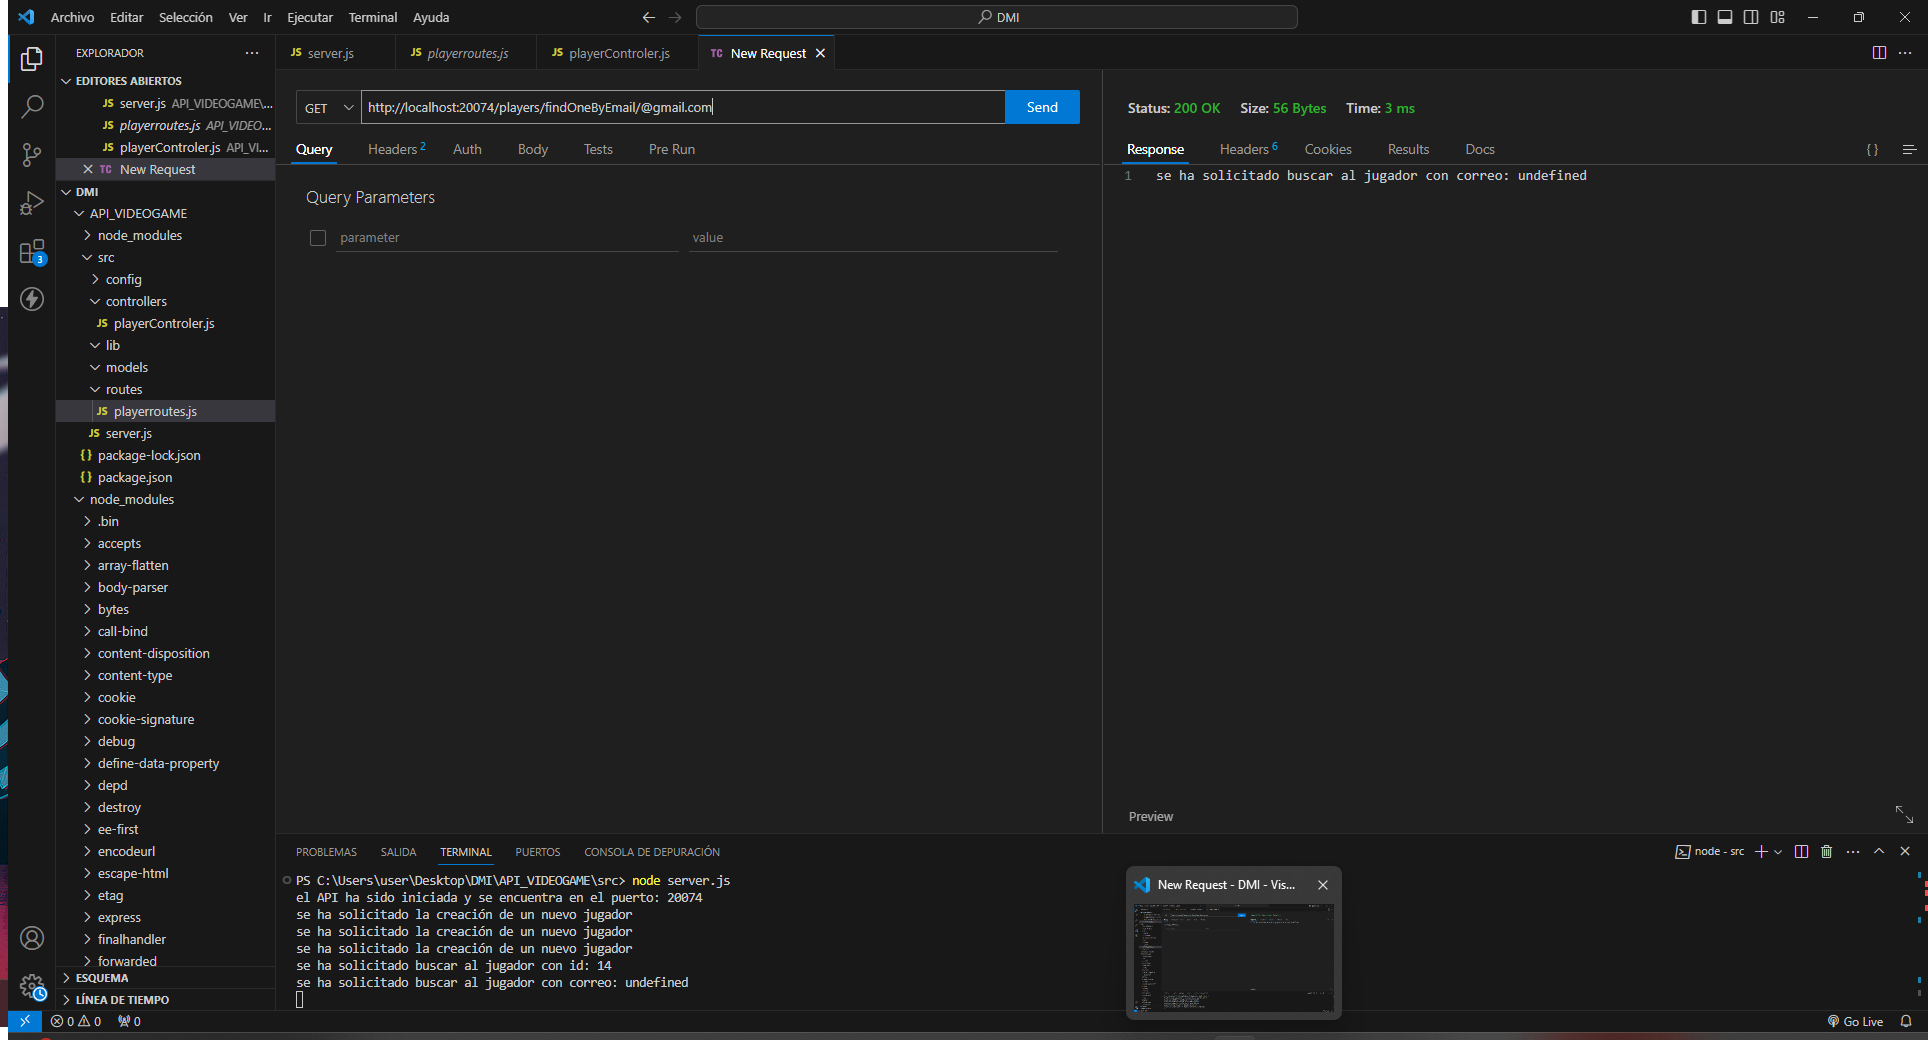 Archivo Editar Selección Ver Ir Ejecutar Terminal Ayuda
DMI
EXPLORADOR
EDITORES ABIERTOS
JS server.js API_VIDEOGAME\...
JS playerroutes.js API_VIDEO...
JS playerControler.js API_VI...
TC New Request
DMI
API_VIDEOGAME
node_modules
src
config
controllers
JS playerControler.js
lib
models
routes
JS playerroutes.js
JS server.js
{} package-lock.json
{} package.json
node_modules
.bin
accepts
array-flatten
body-parser
bytes
call-bind
content-disposition
content-type
cookie
cookie-signature
debug
define-data-property
depd
destroy
ee-first
encodeurl
escape-html
etag
express
finalhandler
forwarded
ESQUEMA
LÍNEA DE TIEMPO
3
JS server.js
JS playerroutes.js
JS playerControler.js
TC New Request
GET
http://localhost:20074/players/findOneByEmail/@gmail.com
Send
Query Headers 2 Auth Body Tests Pre Run
Query Parameters
parameter value
Status: 200 OK Size: 56 Bytes Time: 3 ms
Response Headers 6 Cookies Results Docs
{}
1 se ha solicitado buscar al jugador con correo: undefined
Preview
PROBLEMAS SALIDA TERMINAL PUERTOS CONSOLA DE DEPURACIÓN
node - src
PS C:\Users\user\Desktop\DMI\API_VIDEOGAME\src> node server.js
el API ha sido iniciada y se encuentra en el puerto: 20074
se ha solicitado la creación de un nuevo jugador
se ha solicitado la creación de un nuevo jugador
se ha solicitado la creación de un nuevo jugador
se ha solicitado buscar al jugador con id: 14
se ha solicitado buscar al jugador con correo: undefined
New Request - DMI - Vis...
0 0 0
Go Live